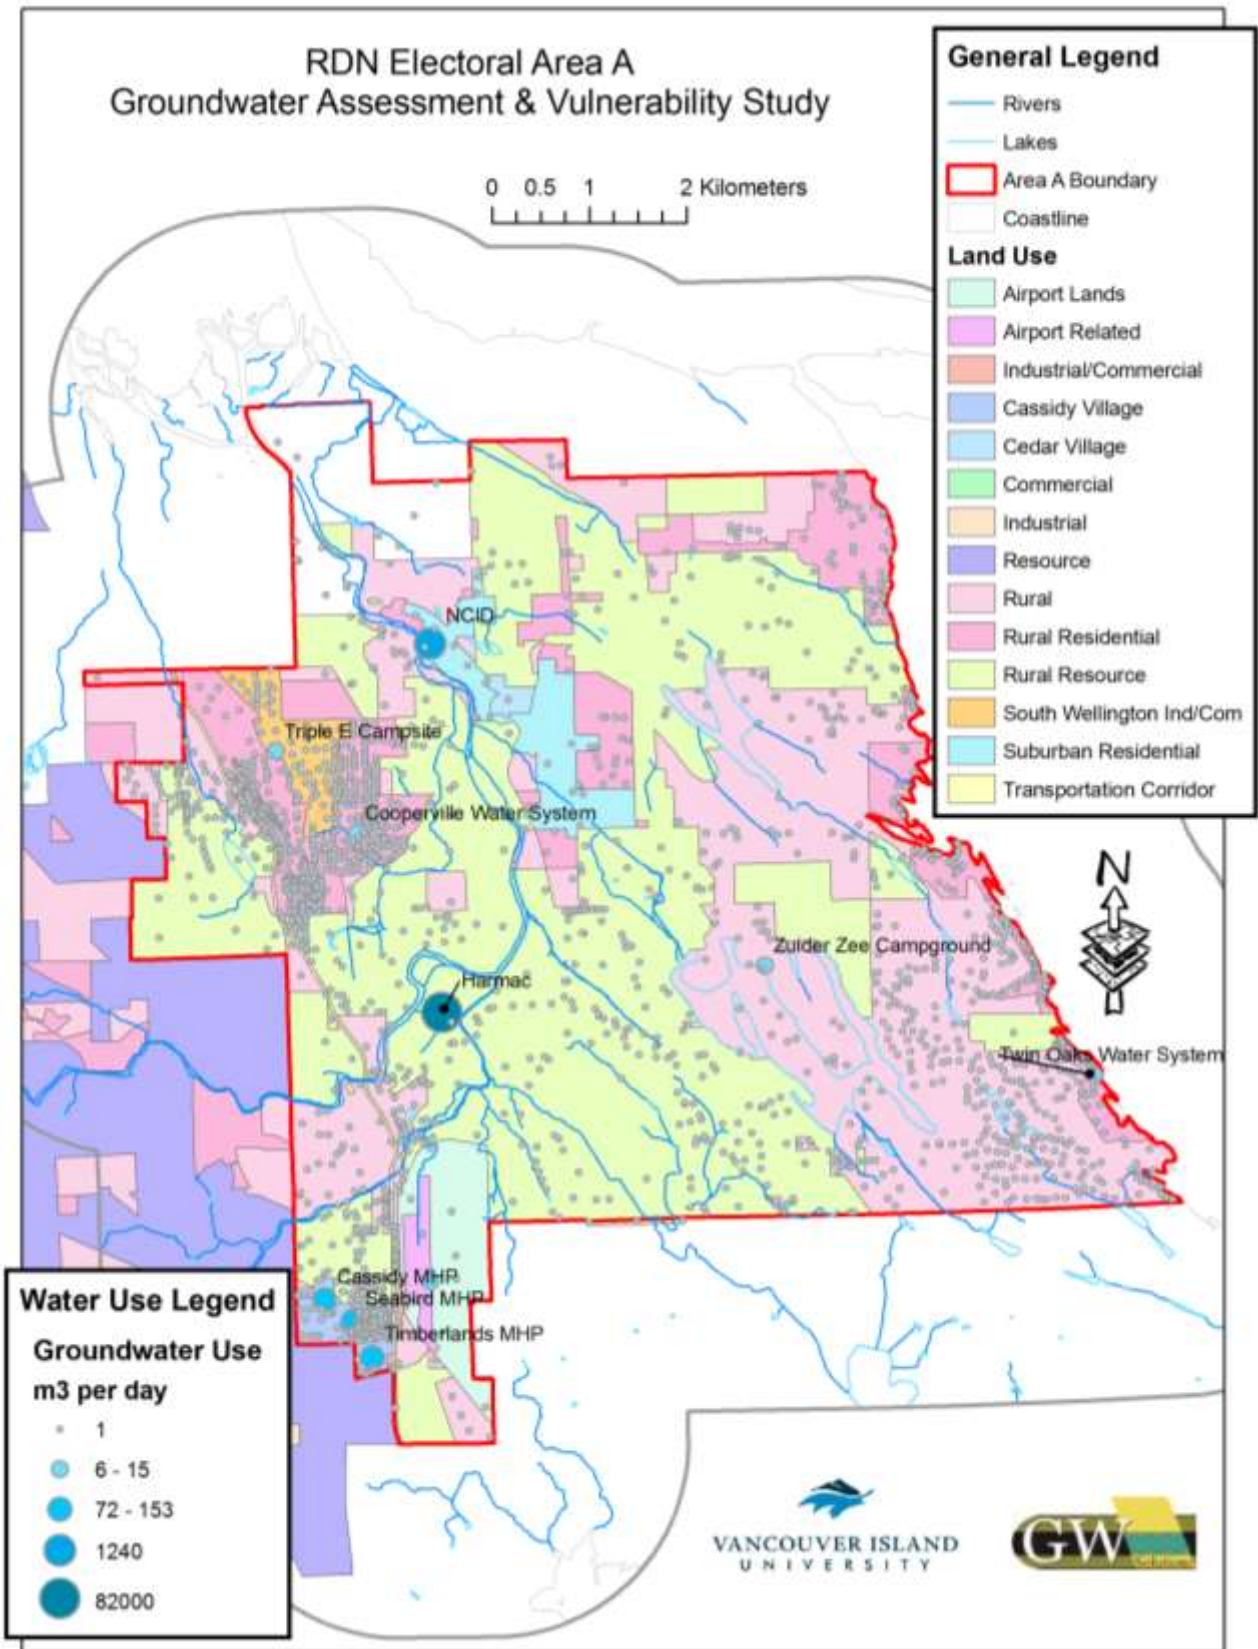 RDN Electoral Area A
Groundwater Assessment & Vulnerability Study
0 0.5 1 2 Kilometers
General Legend
Rivers
Lakes
Area A Boundary
Coastline
Land Use
Airport Lands
Airport Related
Industrial/Commercial
Cassidy Village
Cedar Village
Commercial
Industrial
Resource
Rural
Rural Residential
Rural Resource
South Wellington Ind/Com
Suburban Residential
Transportation Corridor
NCID
Triple E Campsite
Cooperville Water System
N
Zuider Zee Campground
Harmac
Twin Oaks Water System
Cassidy MHP
Seabird MHP
Timberlands MHP
Water Use Legend
Groundwater Use
m3 per day
1
6 - 15
72 - 153
1240
82000
VANCOUVER ISLAND
UNIVERSITY
GW